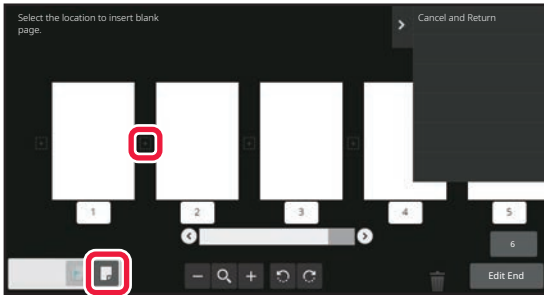 Select the location to insert blank
page.
Cancel and Return
1
2
3
4
5
6
Edit End